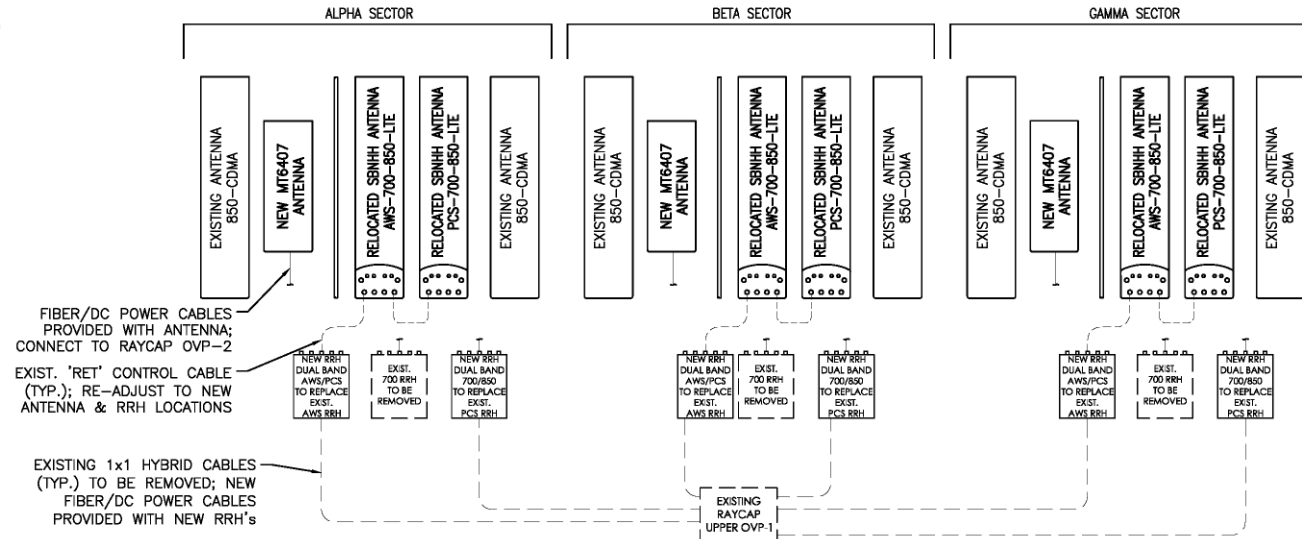 ALPHA SECTOR
BETA SECTOR
GAMMA SECTOR
EXISTING ANTENNA
850-CDMA
NEW MT6407
ANTENNA
RELOCATED SBNHH ANTENNA
AWS-700-850-LTE
RELOCATED SBNHH ANTENNA
PCS-700-850-LTE
EXISTING ANTENNA
850-CDMA
EXISTING ANTENNA
850-CDMA
NEW MT6407
ANTENNA
RELOCATED SBNHH ANTENNA
AWS-700-850-LTE
RELOCATED SBNHH ANTENNA
PCS-700-850-LTE
EXISTING ANTENNA
850-CDMA
EXISTING ANTENNA
850-CDMA
NEW MT6407
ANTENNA
RELOCATED SBNHH ANTENNA
AWS-700-850-LTE
RELOCATED SBNHH ANTENNA
PCS-700-850-LTE
EXISTING ANTENNA
850-CDMA
FIBER/DC POWER CABLES
PROVIDED WITH ANTENNA;
CONNECT TO RAYCAP OVP-2
EXIST. 'RET' CONTROL CABLE
(TYP.); RE-ADJUST TO NEW
ANTENNA & RRH LOCATIONS
NEW RRH
DUAL BAND
AWS/PCS
TO REPLACE
EXIST.
AWS RRH
EXIST.
700 RRH
TO BE
REMOVED
NEW RRH
DUAL BAND
700/850
TO REPLACE
EXIST.
PCS RRH
NEW RRH
DUAL BAND
AWS/PCS
TO REPLACE
EXIST.
AWS RRH
EXIST.
700 RRH
TO BE
REMOVED
NEW RRH
DUAL BAND
700/850
TO REPLACE
EXIST.
PCS RRH
NEW RRH
DUAL BAND
AWS/PCS
TO REPLACE
EXIST.
AWS RRH
EXIST.
700 RRH
TO BE
REMOVED
NEW RRH
DUAL BAND
700/850
TO REPLACE
EXIST.
PCS RRH
EXISTING 1x1 HYBRID CABLES
(TYP.) TO BE REMOVED; NEW
FIBER/DC POWER CABLES
PROVIDED WITH NEW RRH's
EXISTING
RAYCAP
UPPER OVP-1